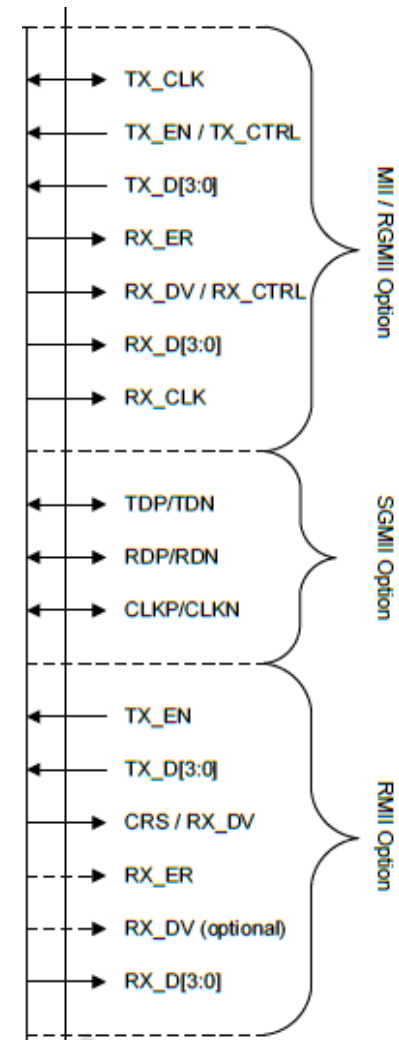 TX_CLK
TX_EN / TX_CTRL
TX_D[3:0]
RX_ER
RX_DV / RX_CTRL
RX_D[3:0]
RX_CLK
MII / RGMII Option
TDP/TDN
RDP/RDN
CLKP/CLKN
SGMII Option
TX_EN
TX_D[3:0]
CRS / RX_DV
RX_ER
RX_DV (optional)
RX_D[3:0]
RMII Option